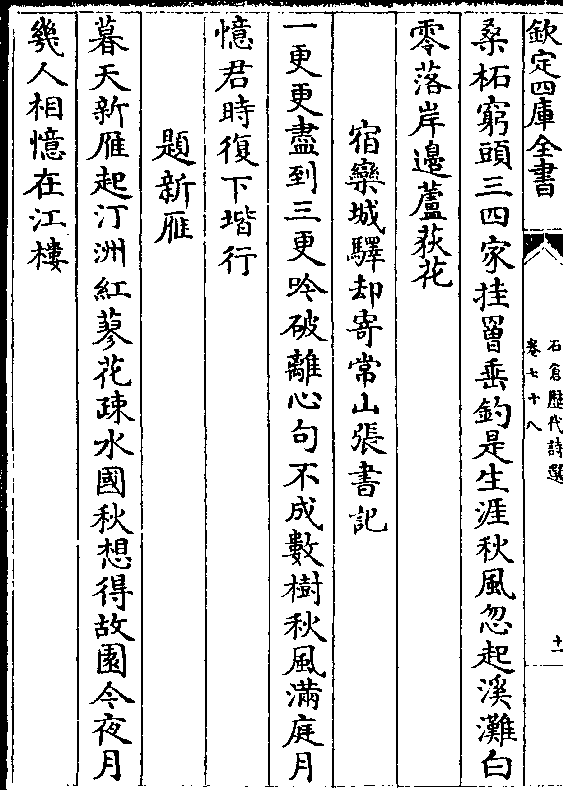 欽定四庫全書
石倉歴代詩選
卷七十八
十一
桑柘窮頭三四家挂罾垂釣是生涯秋風忽起溪灘白
零落岸邉蘆荻花
宿欒城驛却寄常山張書記
一更更盡到三更吟破離心句不成數樹秋風滿庭月
憶君時復下堦行
題新雁
暮天新雁起汀洲紅蓼花疎水國秋想得故園今夜月
幾人相憶在江樓